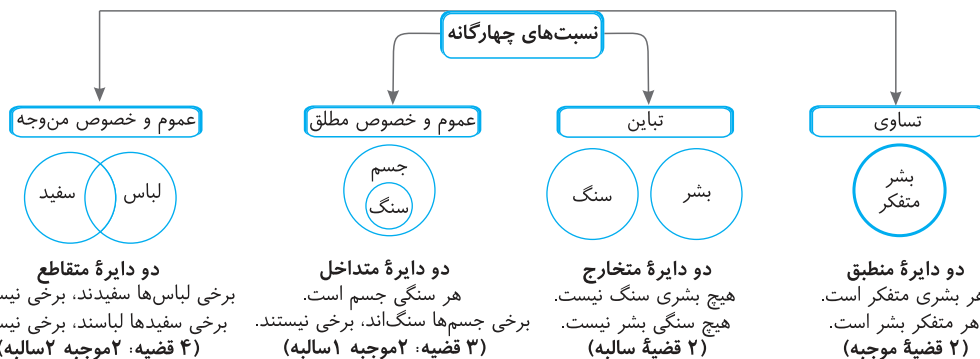 نسبت‌های چهارگانه
تساوی
بشر
متفکر
دو دایرهٔ منطبق
هر بشری متفکر است.
هر متفکر بشر است.
(۲ قضیهٔ موجبه)
تباین
بشر
سنگ
دو دایرهٔ متخارج
هیچ بشری سنگ نیست.
هیچ سنگی بشر نیست.
(۲ قضیهٔ سالبه)
عموم و خصوص مطلق
جسم
سنگ
دو دایرهٔ متداخل
هر سنگی جسم است.
برخی جسم‌ها سنگ‌اند، برخی نیستند.
(۳ قضیه: ۲موجبه ۱سالبه)
عموم و خصوص من‌وجه
لباس
سفید
دو دایرهٔ متقاطع
برخی لباس‌ها سفیدند، برخی
برخی سفیدها لباسند، برخی
(۴ قضیه: ۲موجبه ۲سالبه)